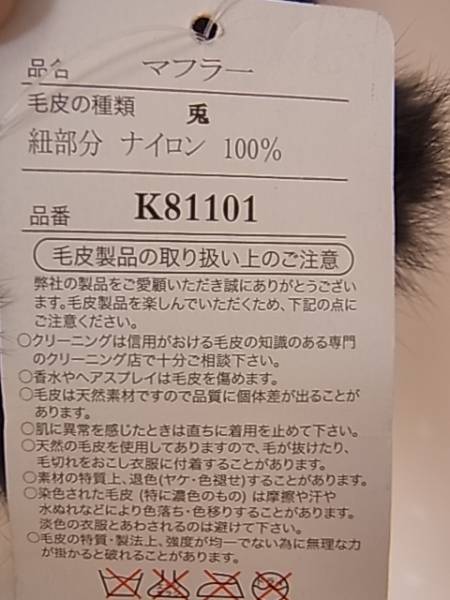 品名 マフラー
毛皮の種類 兎
紐部分 ナイロン 100%
品番 K81101
毛皮製品の取り扱い上のご注意
弊社の製品をご愛顧いただき誠にありがとうござい
ます。毛皮製品を楽しんでいただくため、下記の点に
ご注意ください。
○クリーニングは信用がおける毛皮の知識のある専門
のクリーニング店で十分ご相談下さい。
○香水やヘアスプレイは毛皮を傷めます。
○毛皮は天然素材ですので品質に個体差が出ることが
あります。
○肌に異常を感じたときは直ちに着用を止めて下さい。
○天然の毛皮を使用してありますので、毛が抜けたり、
毛切れをおこし衣服に付着することがあります。
○素材の特質上、退色(ヤケ・色褪せ)することがあります。
○染色された毛皮(特に濃色のもの)は摩擦や汗や
水ぬれなどにより色落ち・色移りすることがあります。
淡色の衣服とあわされるのは避けて下さい。
○毛皮の特質・製法上、強度が均一でない為に無理な力
が掛かると破れることがあります。